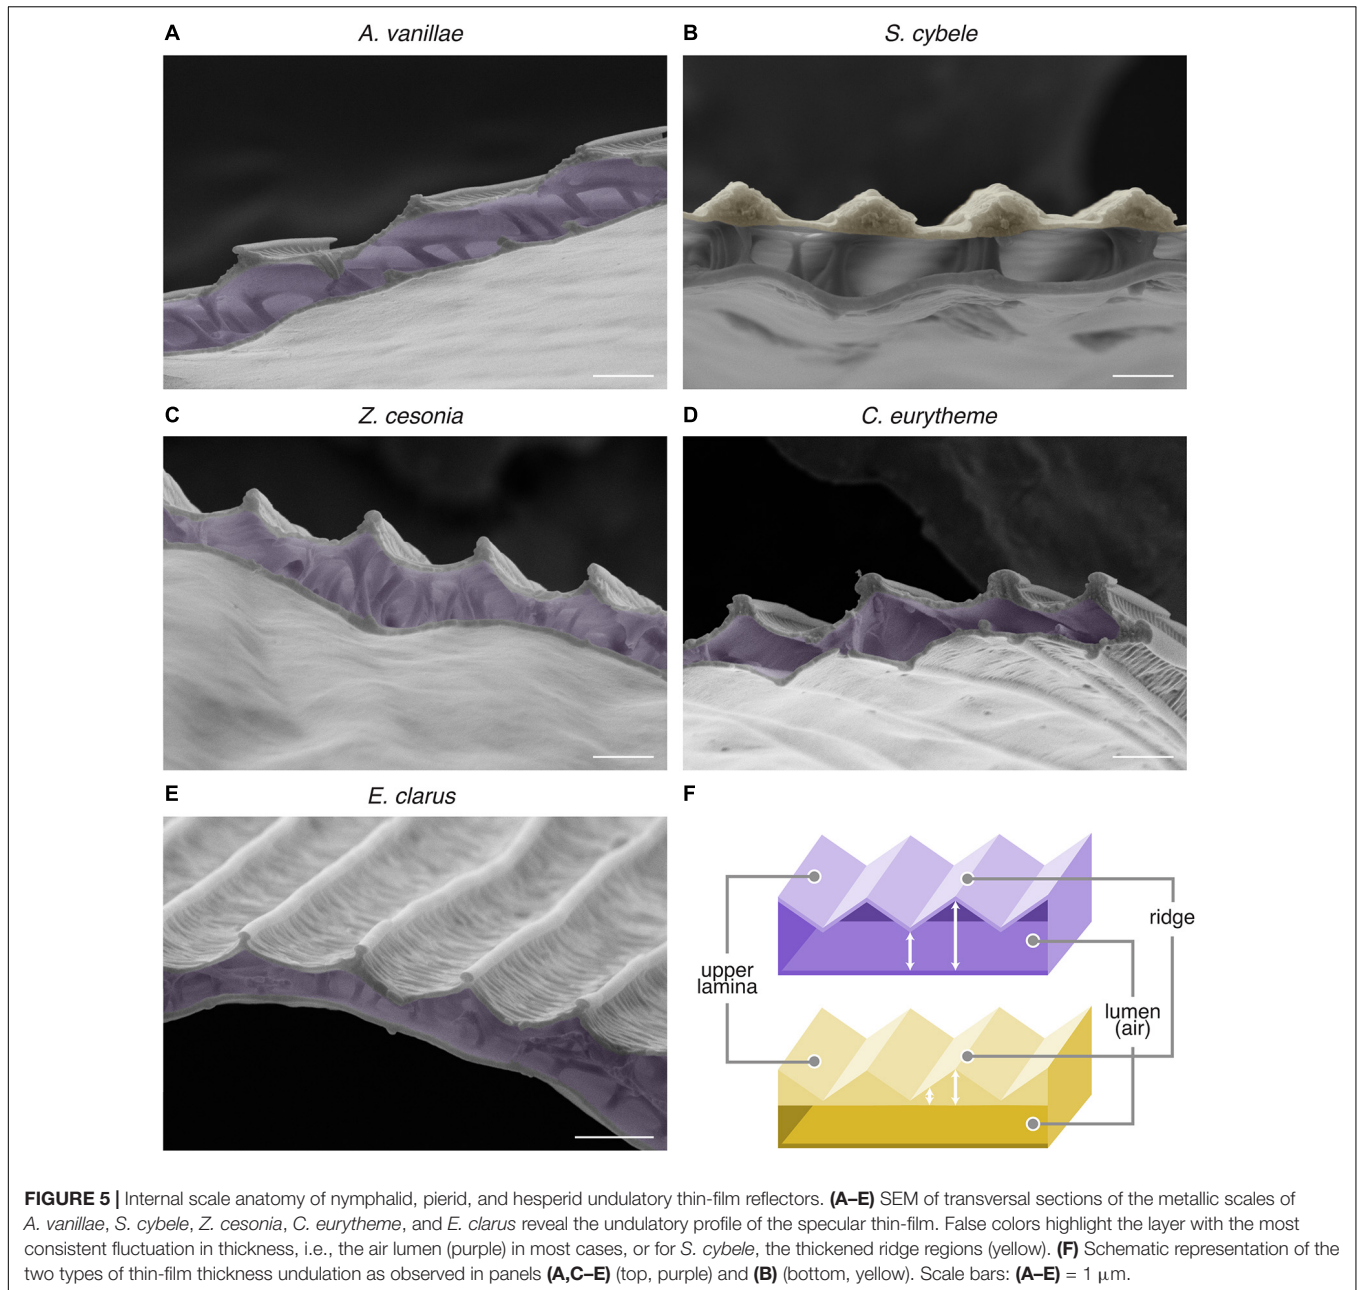 A
A. vanillae
B
S. cybele
C
Z. cesonia
D
C. eurytheme
E
E. clarus
F
ridge
upper
lamina
lumen
(air)
FIGURE 5 | Internal scale anatomy of nymphalid, pierid, and hesperid undulatory thin-film reflectors. (A–E) SEM of transversal sections of the metallic scales of
A. vanillae, S. cybele, Z. cesonia, C. eurytheme, and E. clarus reveal the undulatory profile of the specular thin-film. False colors highlight the layer with the most
consistent fluctuation in thickness, i.e., the air lumen (purple) in most cases, or for S. cybele, the thickened ridge regions (yellow). (F) Schematic representation of the
two types of thin-film thickness undulation as observed in panels (A,C–E) (top, purple) and (B) (bottom, yellow). Scale bars: (A–E) = 1 μm.